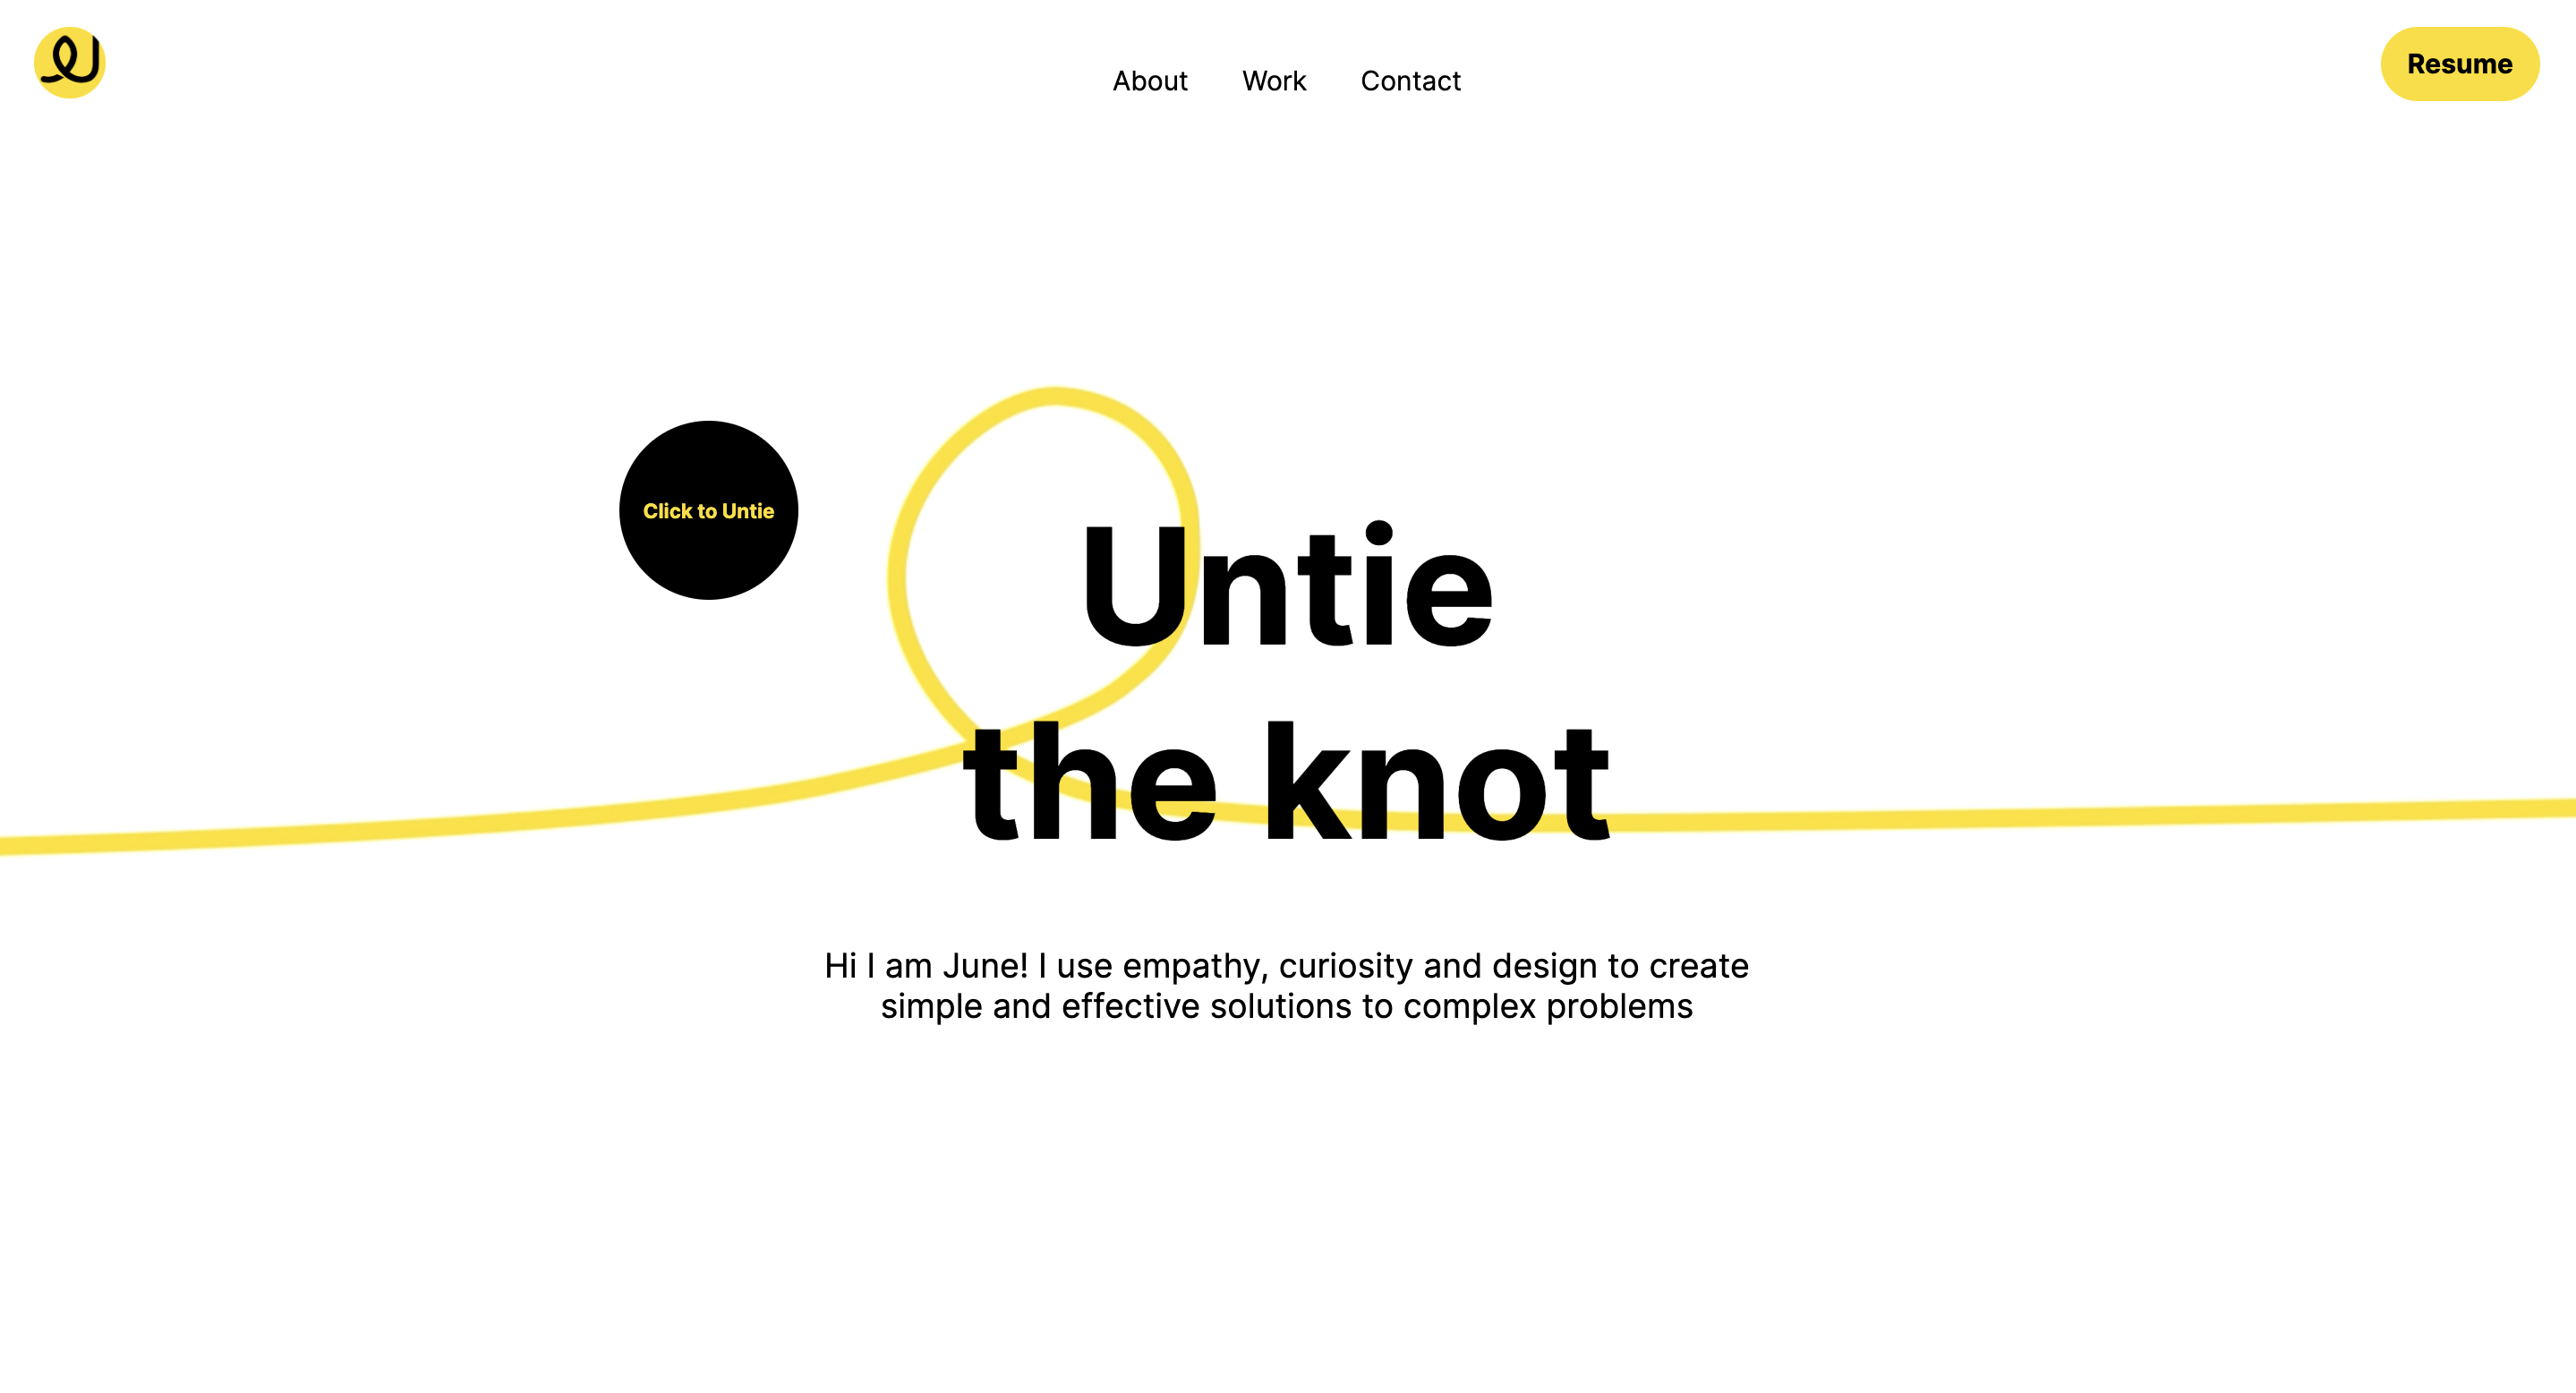 About Work Contact
Resume
Click to Untie
Untie
the knot
Hi I am June! I use empathy, curiosity and design to create
simple and effective solutions to complex problems